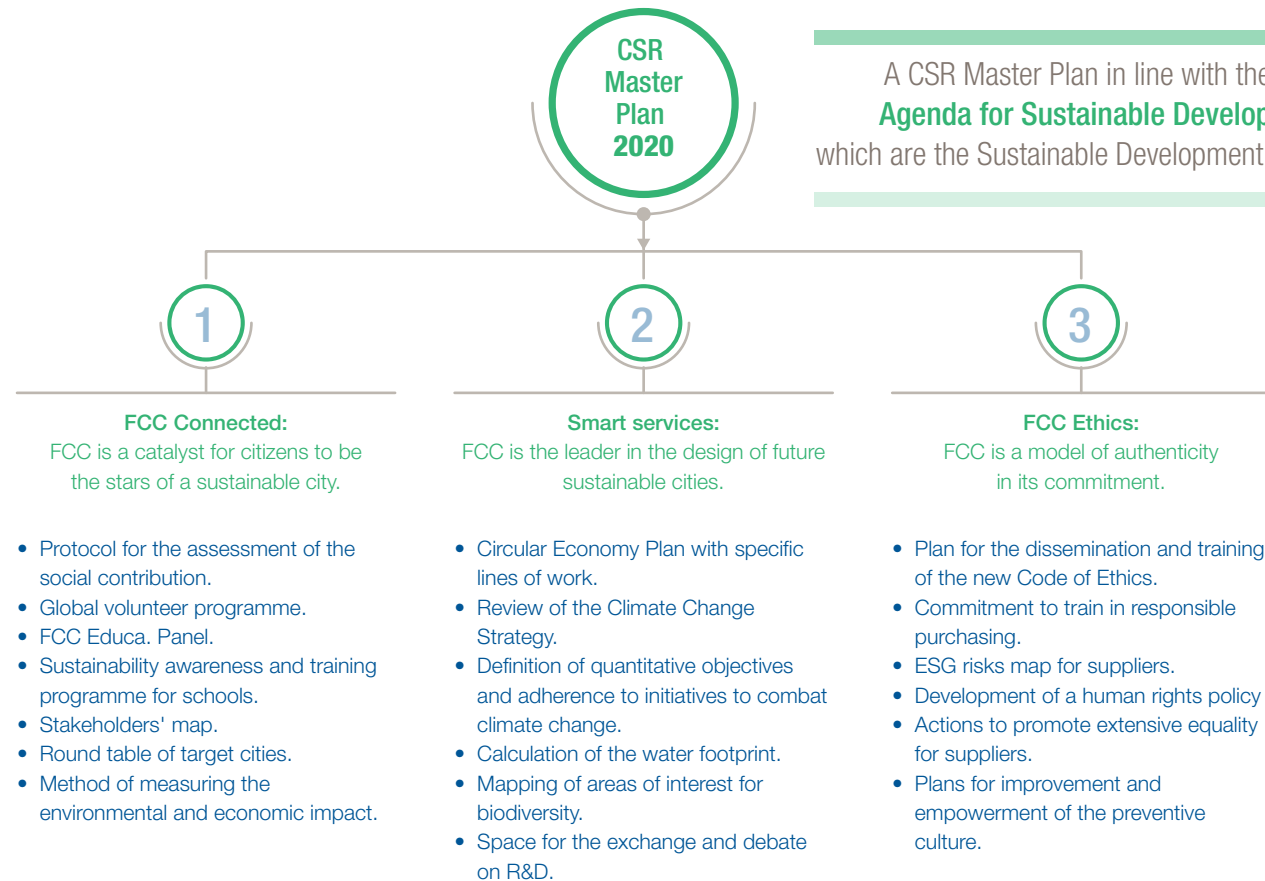 CSR
Master
Plan
2020
A CSR Master Plan in line with the
Agenda for Sustainable
which are the Sustainable Development
1
FCC Connected:
FCC is a catalyst for citizens to be
the stars of a sustainable city.
• Protocol for the assessment of the
social contribution.
• Global volunteer programme.
• FCC Educa. Panel.
• Sustainability awareness and training
programme for schools.
• Stakeholders' map.
• Round table of target cities.
• Method of measuring the
environmental and economic impact.
2
Smart services:
FCC is the leader in the design of future
sustainable cities.
• Circular Economy Plan with specific
lines of work.
• Review of the Climate Change
Strategy.
• Definition of quantitative objectives
and adherence to initiatives to combat
climate change.
• Calculation of the water footprint.
• Mapping of areas of interest for
biodiversity.
• Space for the exchange and debate
on R&D.
3
FCC Ethics:
FCC is a model of authenticity
in its commitment.
• Plan for the dissemination and training
of the new Code of Ethics.
• Commitment to train in responsible
purchasing.
• ESG risks map for suppliers.
• Development of a human rights policy
• Actions to promote extensive equality
for suppliers.
• Plans for improvement and
empowerment of the preventive
culture.